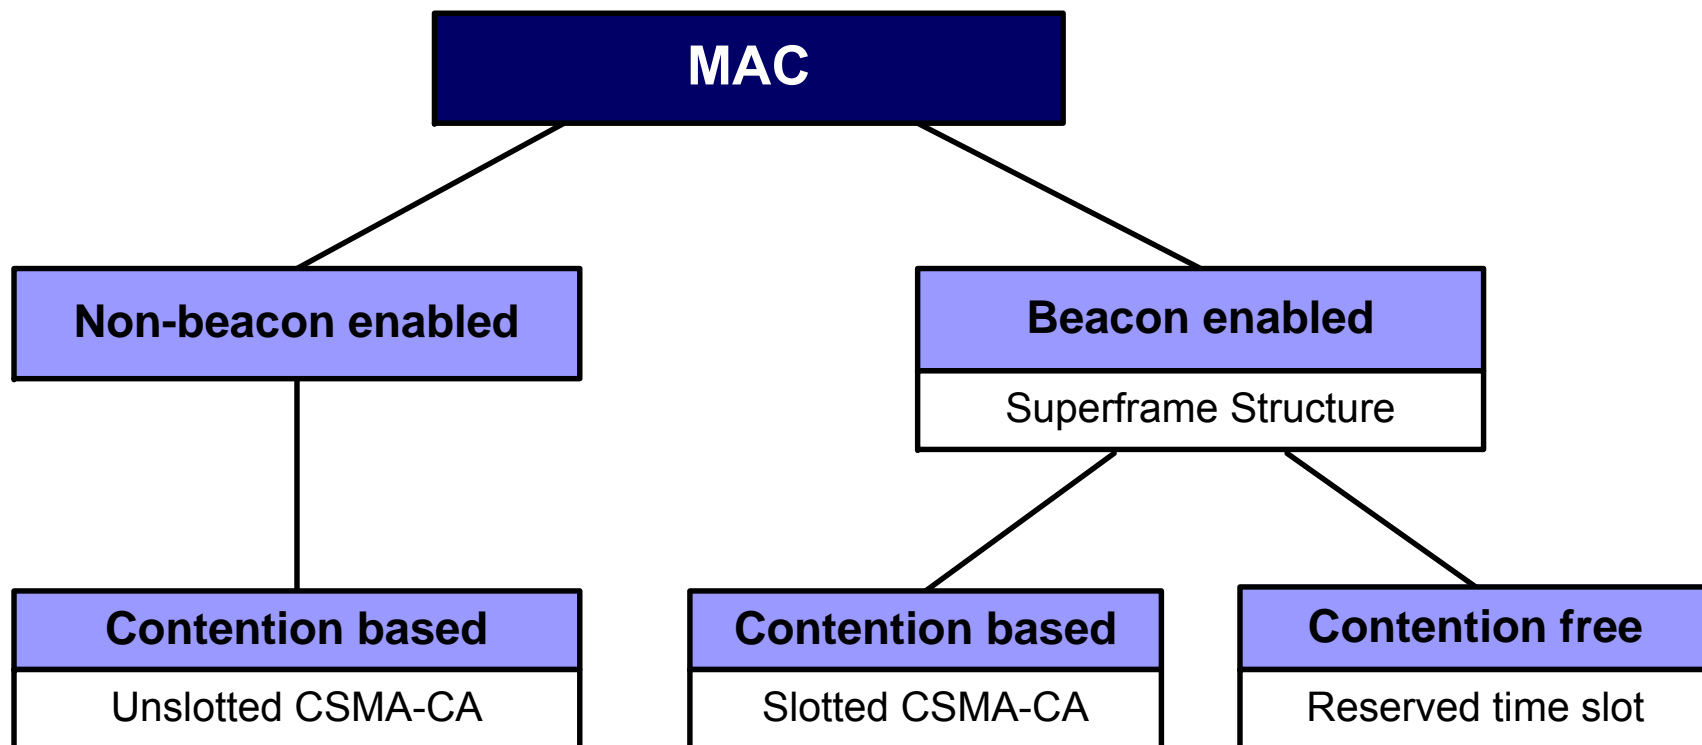 MAC
Non-beacon enabled
Beacon enabled
Superframe Structure
Contention based
Unslotted CSMA-CA
Contention based
Slotted CSMA-CA
Contention free
Reserved time slot